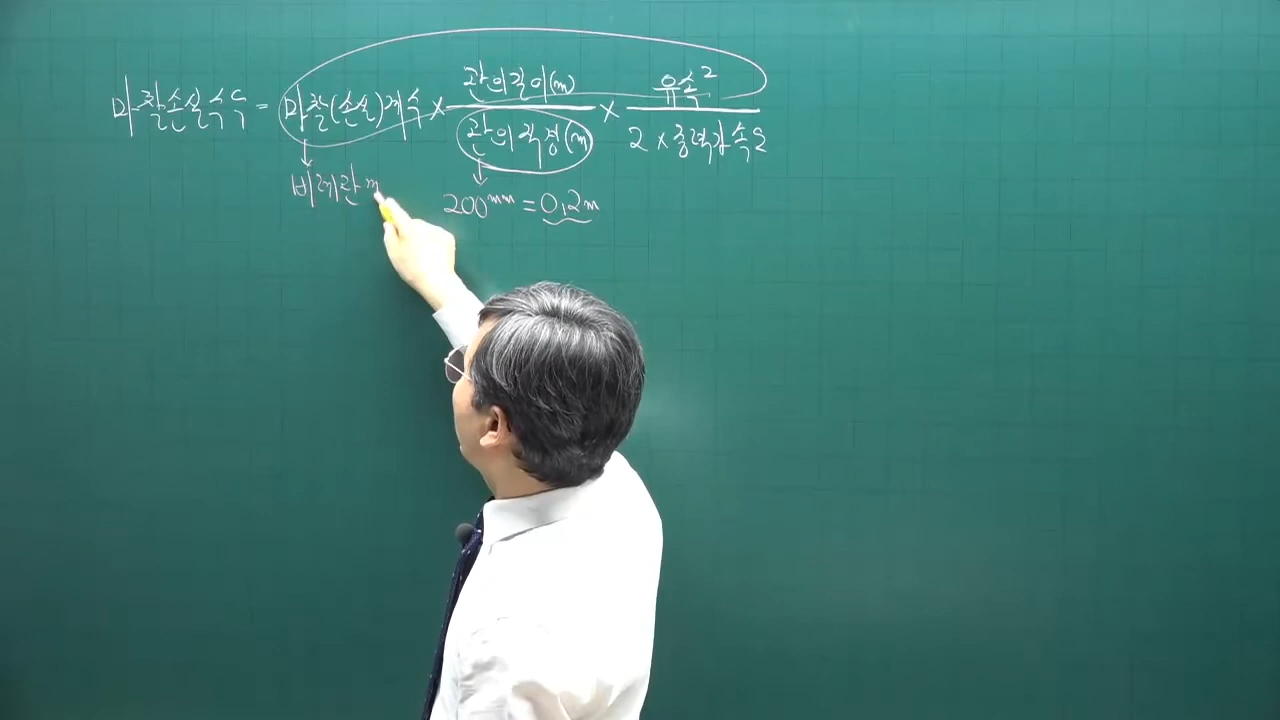 마찰손실수두 = 마찰(손실)계수 × 관의길이(m) / 관의직경(m) × 유속² / 2 × 중력가속도
비례란 m
200mm = 0.2m